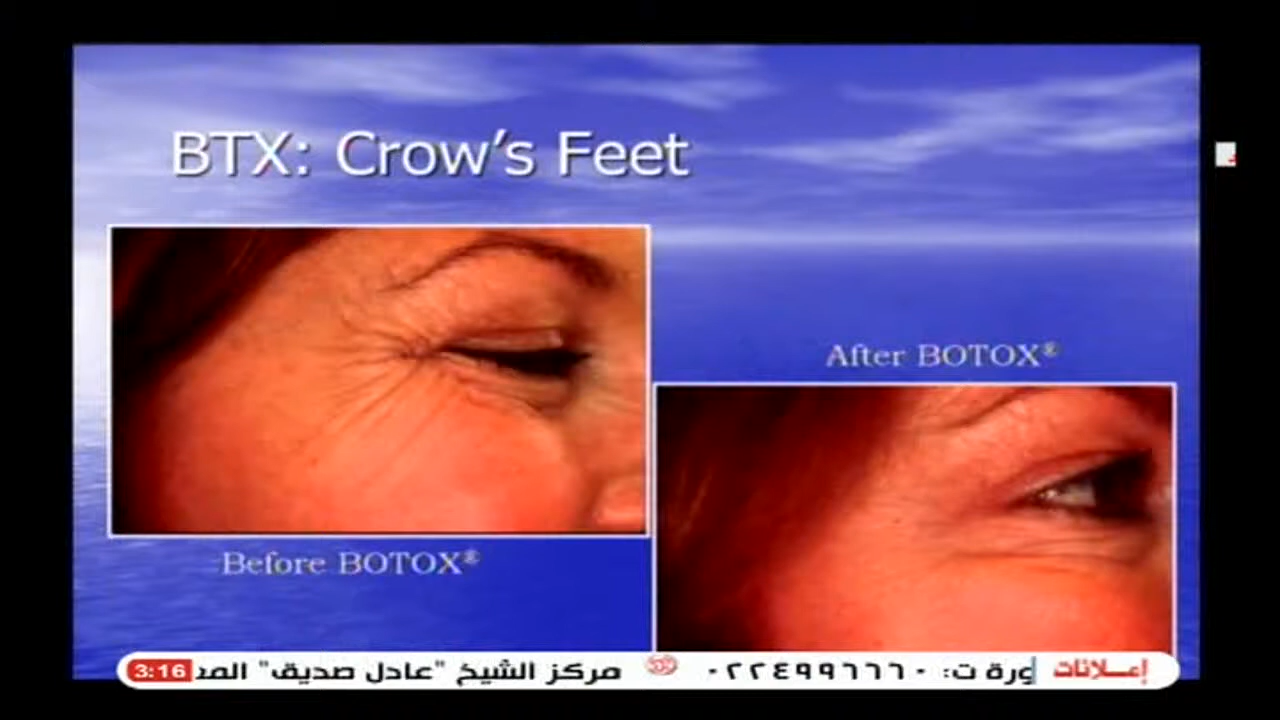 BTX: Crow's Feet
After BOTOX®
Before BOTOX®
إعلانات
ورة ت: ٠٢٢٤٩٩٦٦٦٠ مركز الشيخ "عادل صديق" المد
3:16